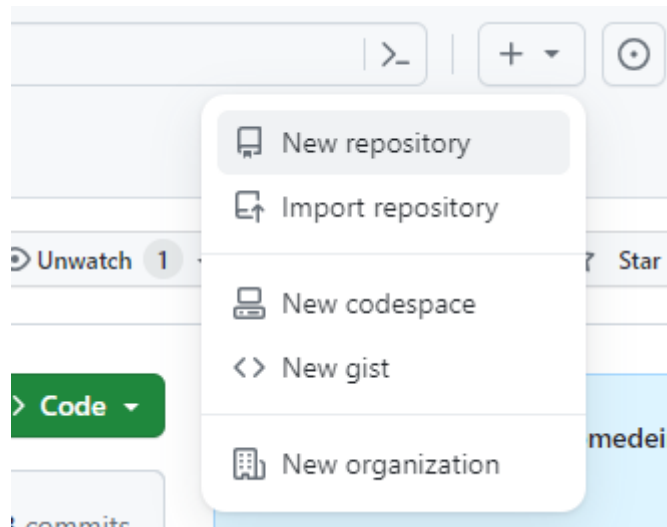 New repository
Import repository
Unwatch 1
Star
New codespace
New gist
Code
medei
New organization
commits